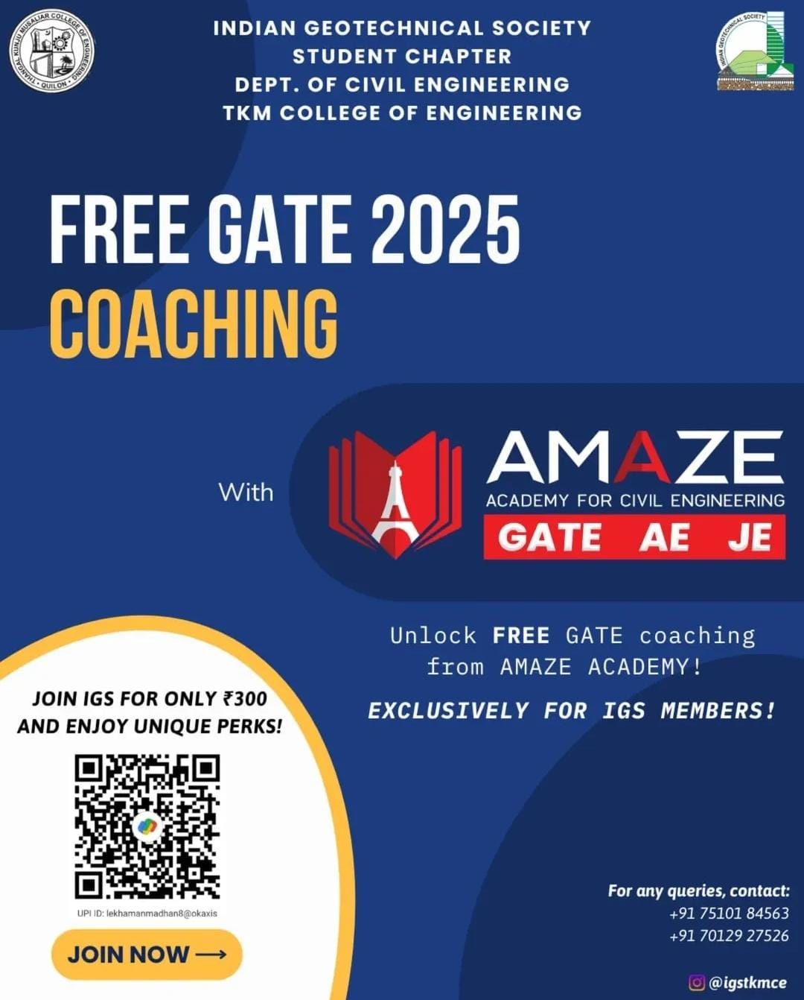 THANGAL KUNJU MUSALIAR COLLEGE OF ENGINEERING
• QUILON •
INDIAN GEOTECHNICAL SOCIETY
INDIAN GEOTECHNICAL SOCIETY
STUDENT CHAPTER
DEPT. OF CIVIL ENGINEERING
TKM COLLEGE OF ENGINEERING
FREE GATE 2025
COACHING
With
AMAZE
ACADEMY FOR CIVIL ENGINEERING
GATE AE JE
Unlock FREE GATE coaching
from AMAZE ACADEMY!
EXCLUSIVELY FOR IGS MEMBERS!
JOIN IGS FOR ONLY ₹300
AND ENJOY UNIQUE PERKS!
UPI ID: lekhamanmadhan8@okaxis
JOIN NOW →
For any queries, contact:
+91 75101 84563
+91 70129 27526
@igstkmce